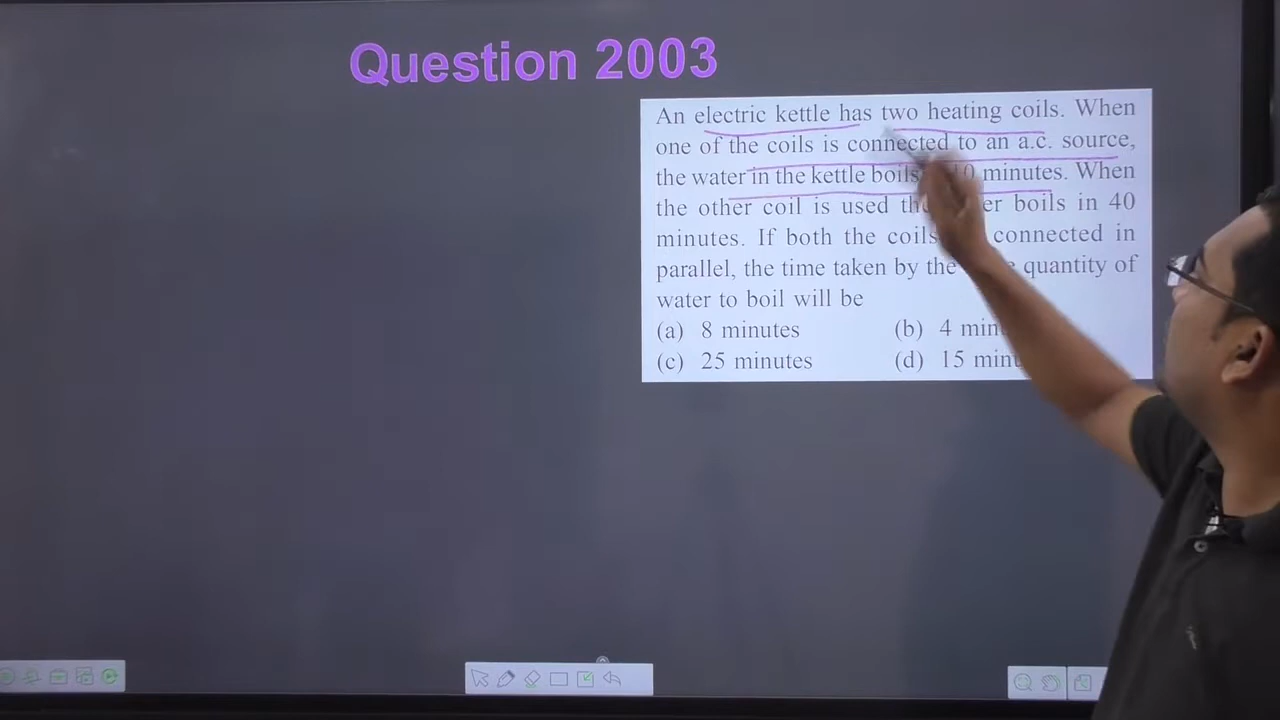 Question 2003
An electric kettle has two heating coils. When
one of the coils is connected to an a.c. source,
the water in the kettle boils 10 minutes. When
the other coil is used boils in 40
minutes. If both the coils connected in
parallel, the time taken by the quantity of
water to boil will be
(a) 8 minutes (b) 4
(c) 25 minutes (d) 15